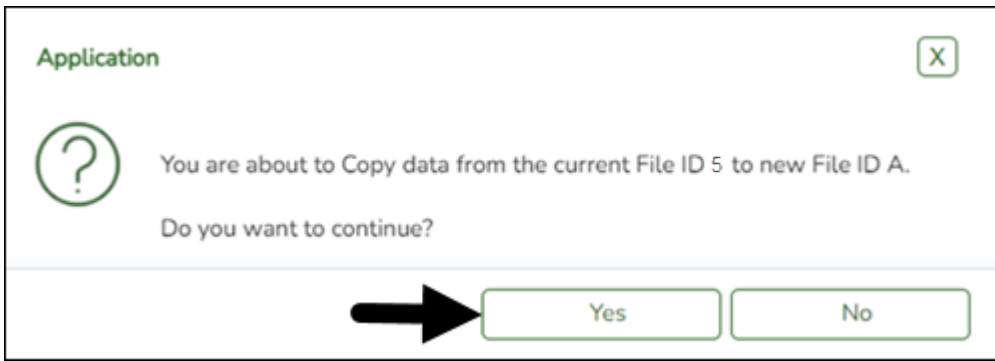 Application
X
?
You are about to Copy data from the current File ID 5 to new File ID A.
Do you want to continue?
Yes
No